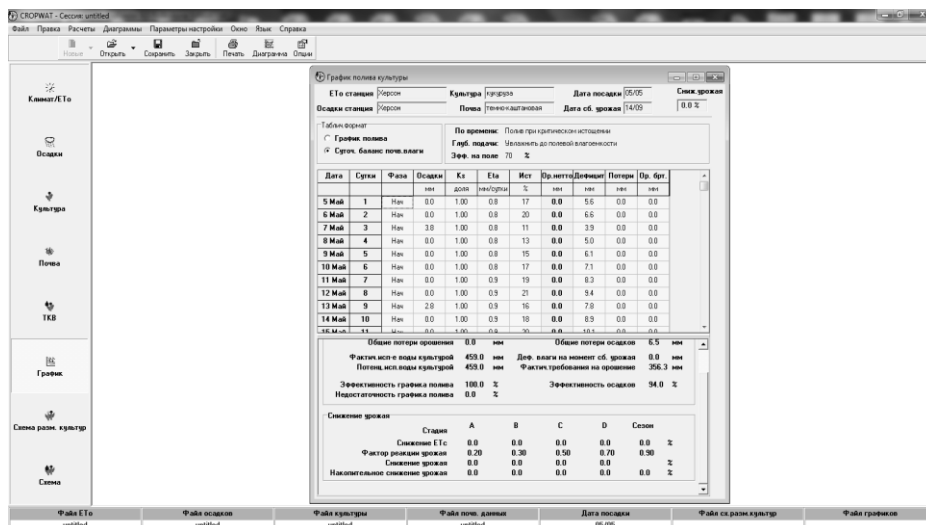 CROPWAT - Сессия: untitled
Файл Правка Расчеты Диаграммы Параметры настройки Окно Язык Справка
Новые Открыть Сохранить Закрыть Печать Диаграмма Опции
Климат/ETo
Осадки
Культура
Почва
ТКВ
График
Схема разм. культур
Схема
График полива культуры
ETo станция Херсон Культура кукуруза Дата посадки 05/05 Сниж.урожая
Осадки станция Херсон Почва темно-каштановая Дата сб. урожая 14/09 0.0 %
Таблич.формат
График полива
Суточ. баланс почв.влаги
По времени: Полив при критическом истощении
Глуб. подачи: Увлажнить до полевой влагоемкости
Эфф. на поле 70 %
Дата Сутки Фаза Осадки Ks Eta Ист Ор.нетто Дефицит Потери Ор. брт.
мм доля мм/сутки % мм мм мм мм
5 Май 1 Нач 0.0 1.00 0.8 17 0.0 5.6 0.0 0.0
6 Май 2 Нач 0.0 1.00 0.8 20 0.0 6.6 0.0 0.0
7 Май 3 Нач 3.8 1.00 0.8 11 0.0 3.9 0.0 0.0
8 Май 4 Нач 0.0 1.00 0.8 13 0.0 5.0 0.0 0.0
9 Май 5 Нач 0.0 1.00 0.8 15 0.0 6.1 0.0 0.0
10 Май 6 Нач 0.0 1.00 0.8 17 0.0 7.1 0.0 0.0
11 Май 7 Нач 0.0 1.00 0.9 19 0.0 8.3 0.0 0.0
12 Май 8 Нач 0.0 1.00 0.9 21 0.0 9.4 0.0 0.0
13 Май 9 Нач 2.8 1.00 0.9 16 0.0 7.8 0.0 0.0
14 Май 10 Нач 0.0 1.00 0.9 18 0.0 8.9 0.0 0.0
15 Май 11 Нач 0.0 1.00 0.9 20 0.0 10.1 0.0 0.0
Общие потери орошения 0.0 мм Общие потери осадков 6.5 мм
Фактич.исп-е воды культурой 459.0 мм Деф. влаги на момент сб. урожая 0.0 мм
Потенц.исп.воды культурой 459.0 мм Фактич.требования на орошение 356.3 мм
Эффективность графика полива 100.0 % Эффективность осадков 94.0 %
Недостаточность графика полива 0.0 %
Снижение урожая
Стадия A B C D Сезон
Снижение ETc 0.0 0.0 0.0 0.0 0.0 %
Фактор реакции урожая 0.20 0.30 0.50 0.70 0.90
Снижение урожая 0.0 0.0 0.0 0.0 %
Накопительное снижение урожая 0.0 0.0 0.0 0.0 0.0 %
Файл ETo Файл осадков Файл культуры Файл почв. данных Дата посадки Файл сх.разм.культур Файл графиков
untitled untitled untitled untitled 05/05